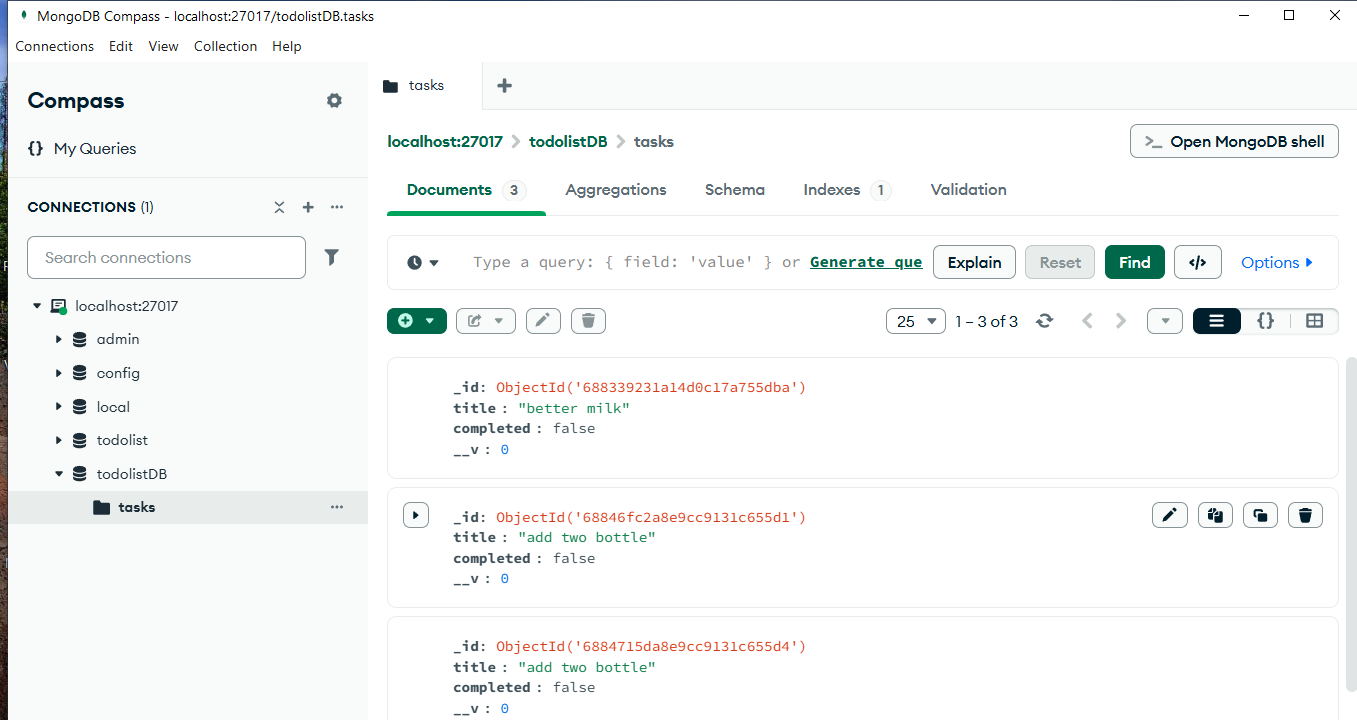 MongoDB Compass - localhost:27017/todolistDB.tasks
Connections Edit View Collection Help
Compass
{} My Queries
CONNECTIONS (1)
Search connections
localhost:27017
admin
config
local
todolist
todolistDB
tasks
tasks
localhost:27017 > todolistDB > tasks
>_ Open MongoDB shell
Documents 3 Aggregations Schema Indexes 1 Validation
Type a query: { field: 'value' } or Generate que Explain Reset Find </> Options
25 1 – 3 of 3 {}
_id: ObjectId('688339231a14d0c17a755dba')
title : "better milk"
completed : false
__v : 0
_id: ObjectId('68846fc2a8e9cc9131c655d1')
title : "add two bottle"
completed : false
__v : 0
_id: ObjectId('6884715da8e9cc9131c655d4')
title : "add two bottle"
completed : false
__v : 0